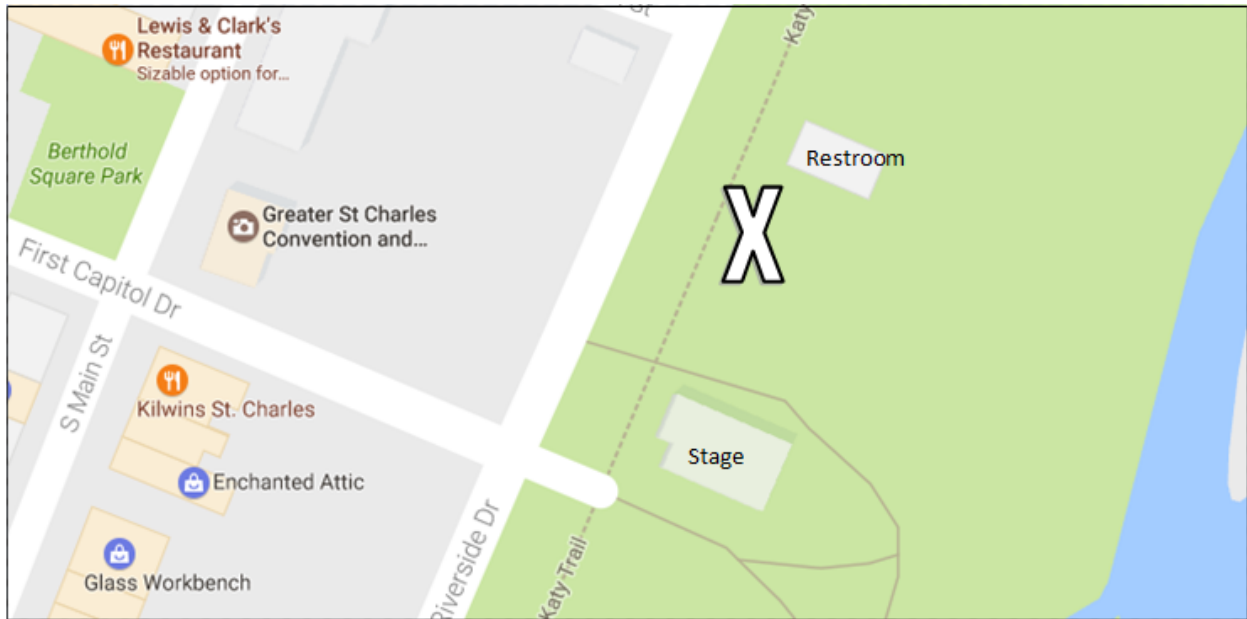 St
Katy
Lewis & Clark's
Restaurant
Sizable option for...
Berthold
Square Park
Restroom
X
Greater St Charles
Convention and...
First Capitol Dr
S Main St
Kilwins St. Charles
Stage
Enchanted Attic
Riverside Dr
Katy Trail
Glass Workbench